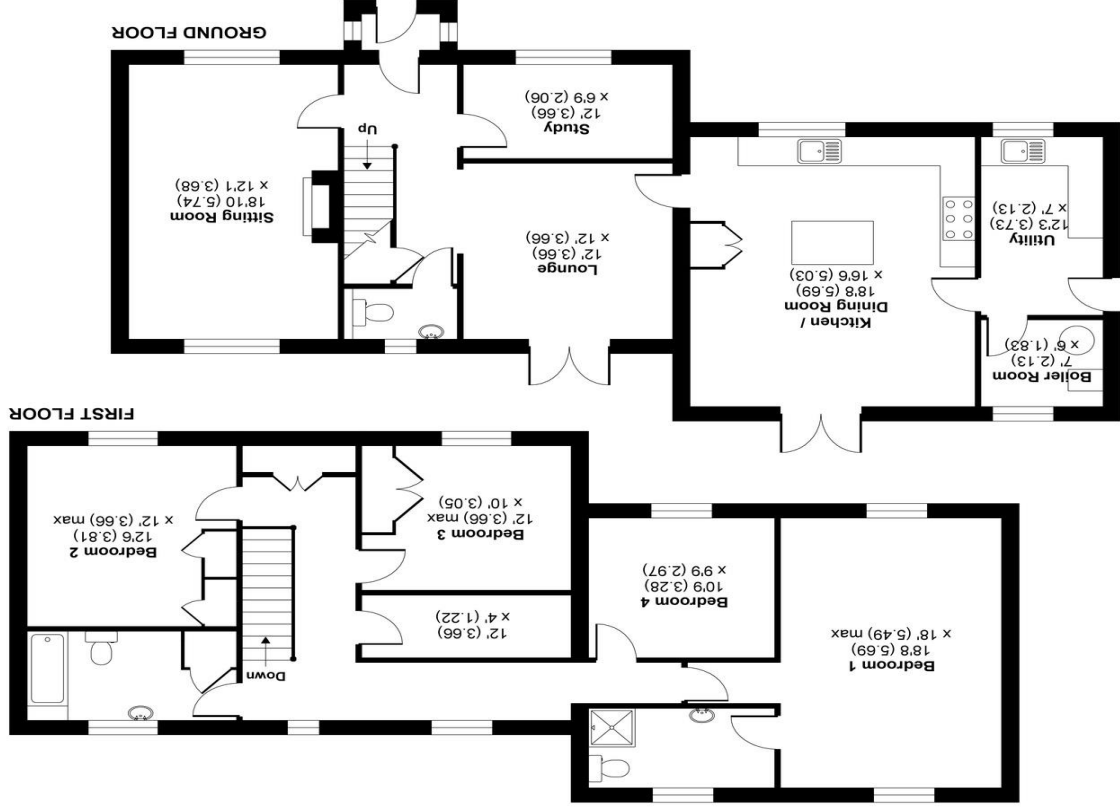 GROUND FLOOR
Sitting Room
18'10 (5.74)
x 12'1 (3.68)
Up
Study
12' (3.66)
x 6'9 (2.06)
Lounge
12' (3.66)
x 12' (3.66)
Kitchen /
Dining Room
18'8 (5.69)
x 16'6 (5.03)
Utility
12'3 (3.73)
x 7' (2.13)
Boiler Room
7' (2.13)
x 6' (1.83)
FIRST FLOOR
Bedroom 2
12'6 (3.81)
x 12' (3.66) max
Down
Bedroom 3
12' (3.66) max
x 10' (3.05)
12' (3.66)
x 4' (1.22)
Bedroom 4
10'9 (3.28)
x 9'9 (2.97)
Bedroom 1
18'8 (5.69)
x 18' (5.49) max